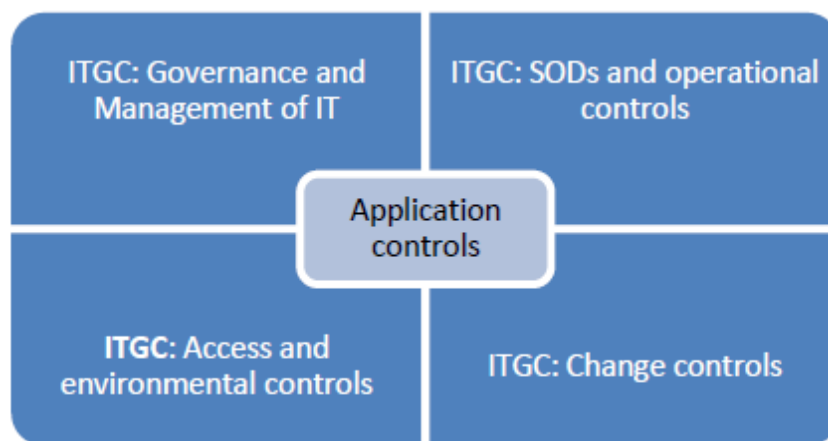 ITGC: Governance and
Management of IT
ITGC: SODs and operational
controls
Application
controls
ITGC: Access and
environmental controls
ITGC: Change controls